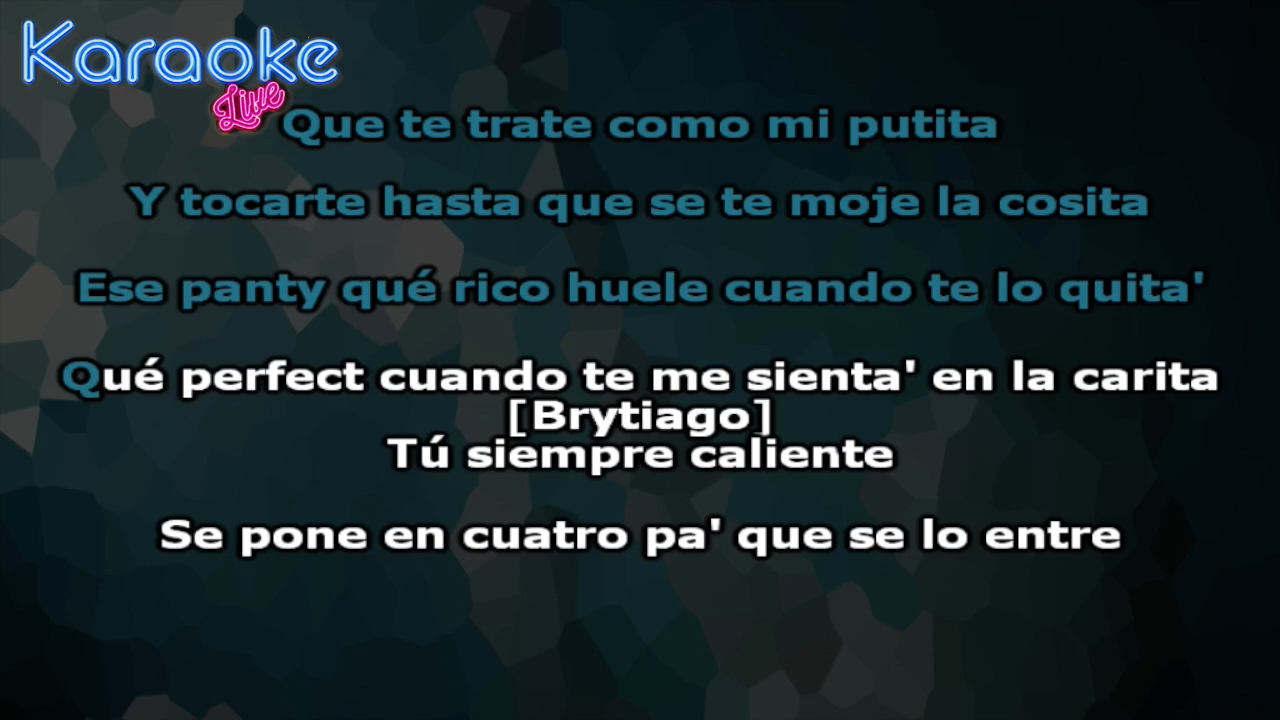 Karaoke
Live
Que te trate como mi putita
Y tocarte hasta que se te moje la cosita
Ese panty qué rico huele cuando te lo quita'
Qué perfect cuando te me sienta' en la carita
[Brytiago]
Tú siempre caliente
Se pone en cuatro pa' que se lo entre